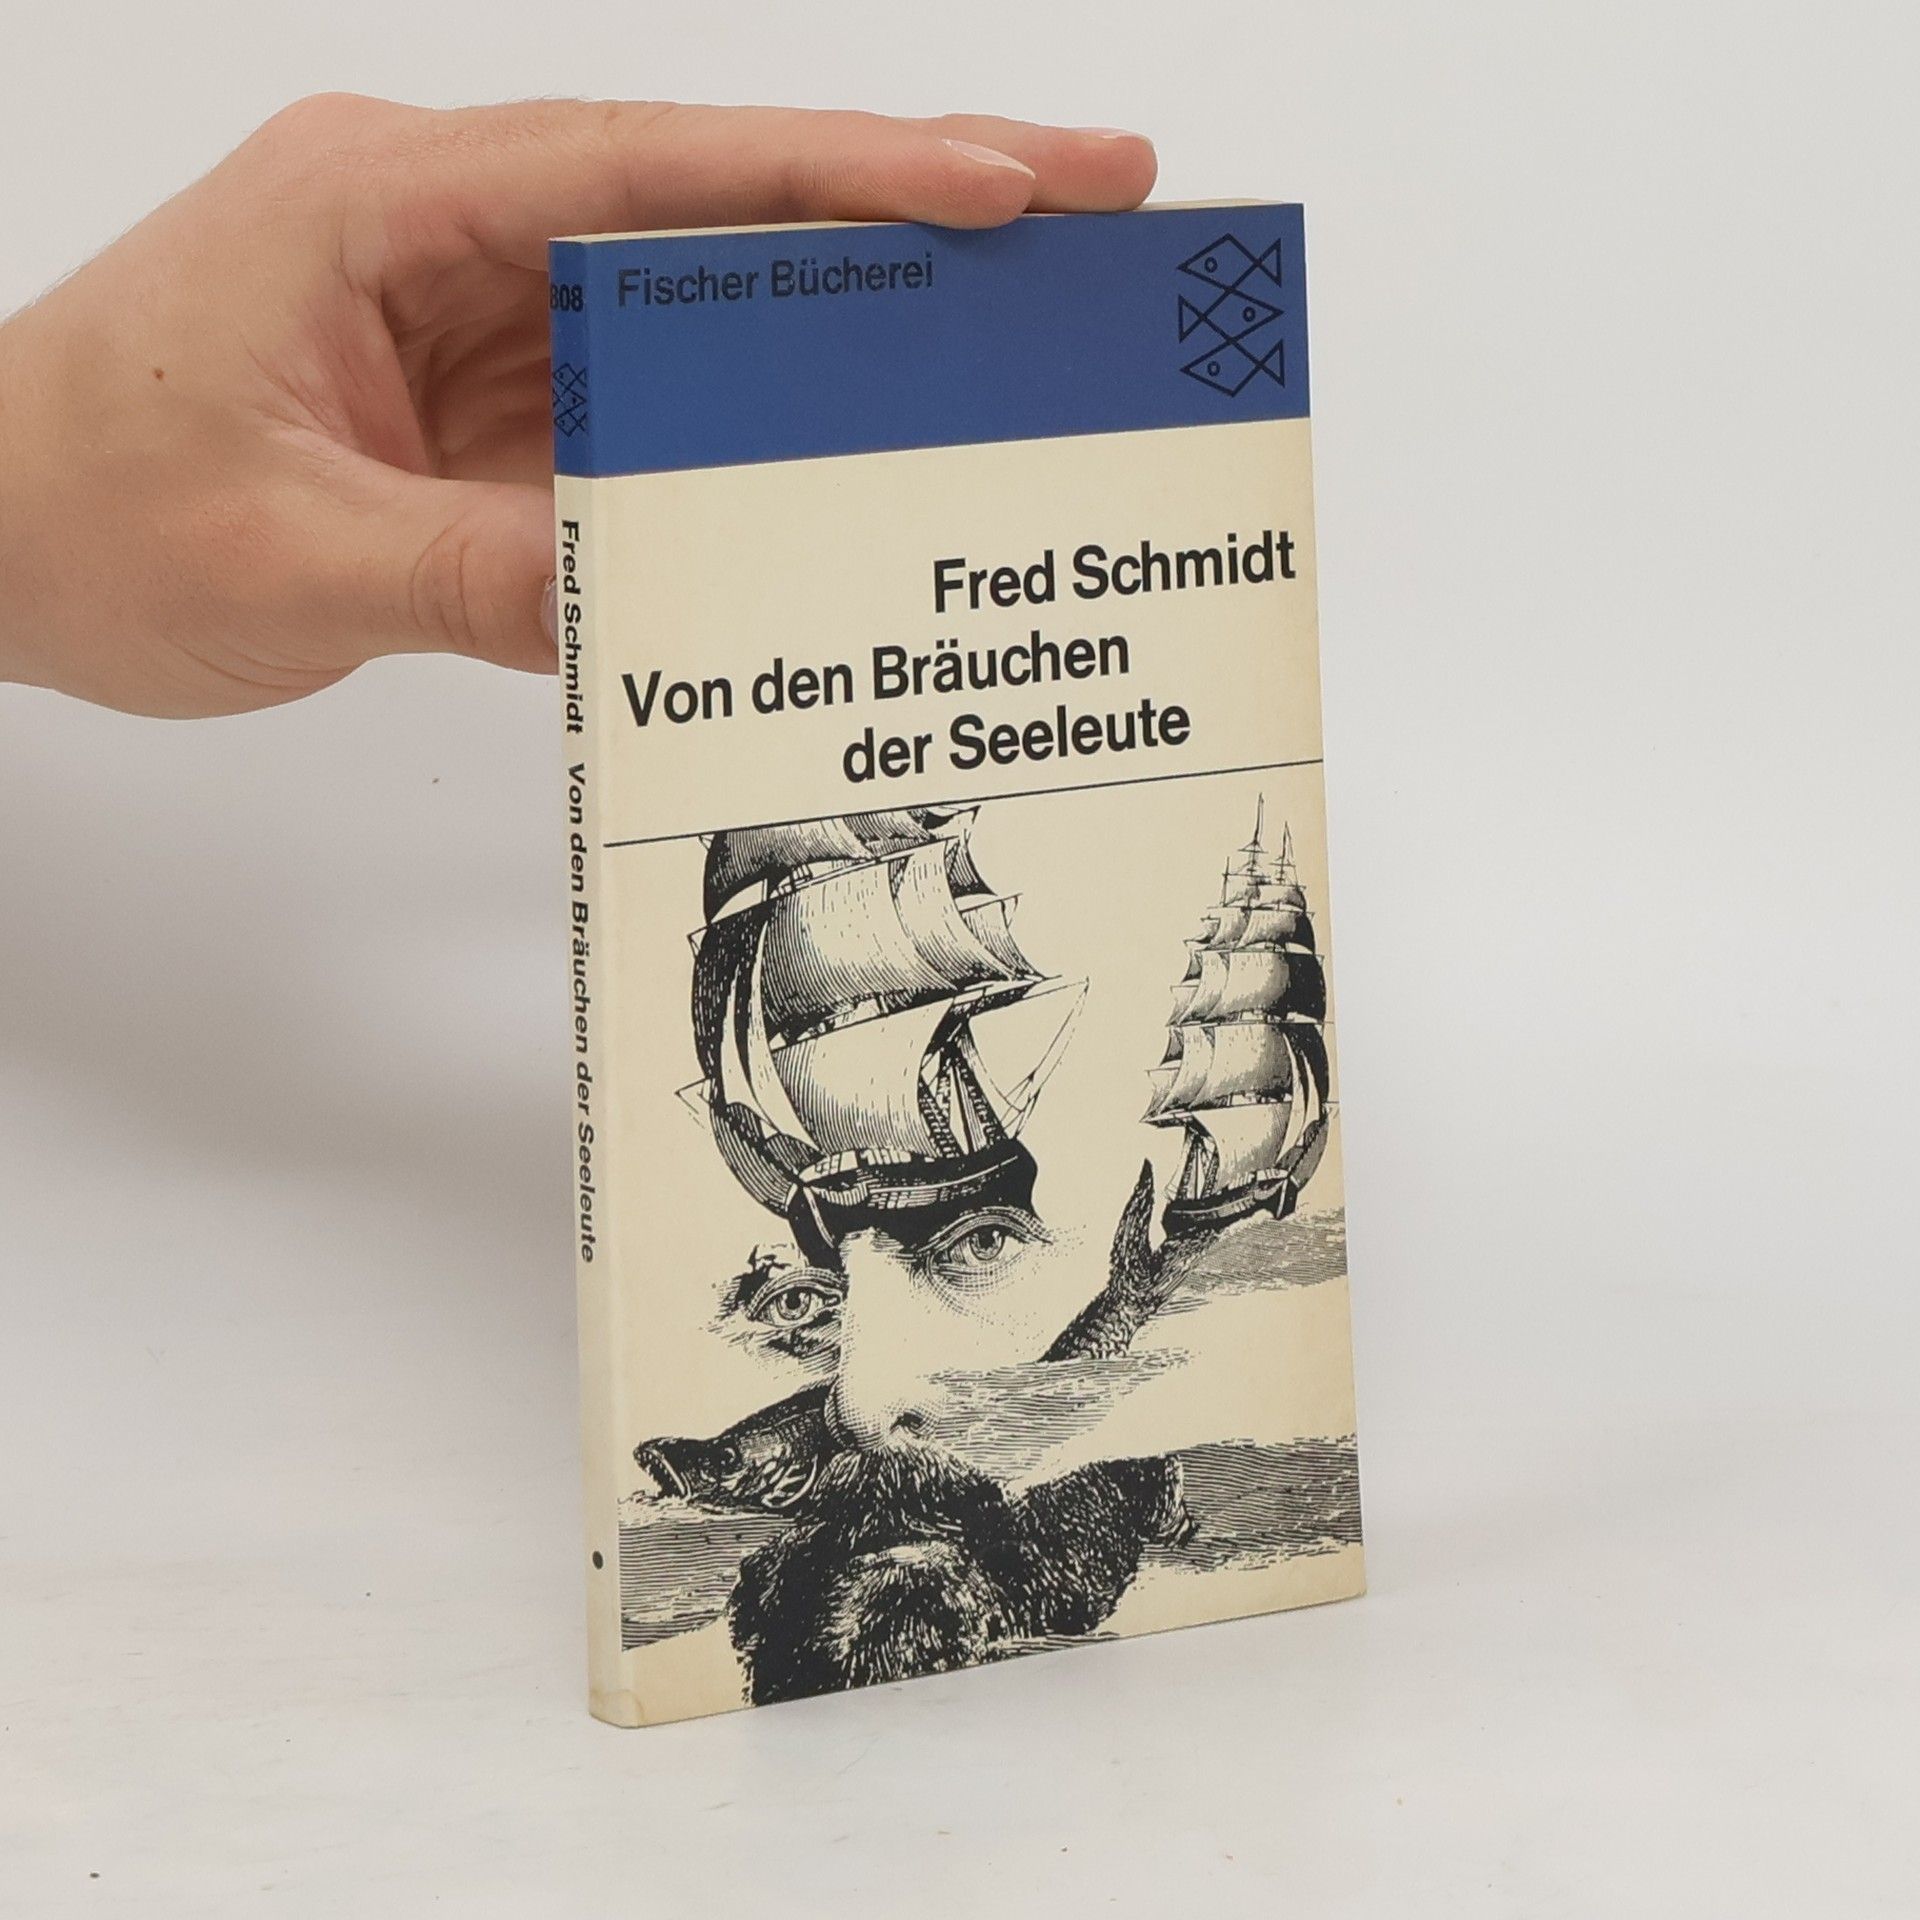 Fischer Bücherei
808
Fred Schmidt
Von den Bräuchen
der Seeleute
Fred Schmidt Von den Bräuchen der Seeleute